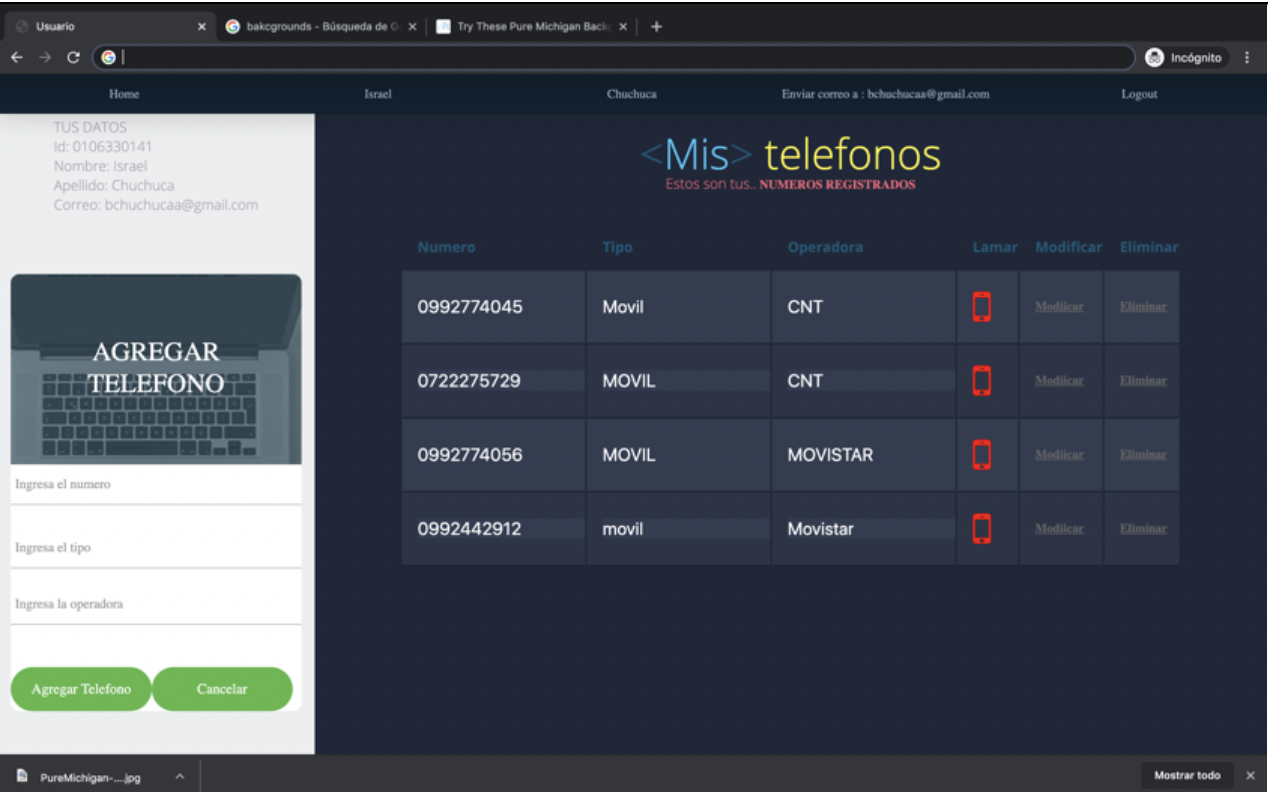 Usuario
bakcgrounds - Búsqueda de G
Try These Pure Michigan Back
Incógnito
Home Israel Chuchuca Enviar correo a : bchuchucaa@gmail.com Logout
TUS DATOS
Id: 0106330141
Nombre: Israel
Apellido: Chuchuca
Correo: bchuchucaa@gmail.com
AGREGAR
TELEFONO
Ingresa el numero
Ingresa el tipo
Ingresa la operadora
Agregar Telefono Cancelar
<Mis> telefonos
Estos son tus.. NUMEROS REGISTRADOS
Numero Tipo Operadora Lamar Modificar Eliminar
0992774045 Movil CNT Modiicar Eliminar
0722275729 MOVIL CNT Modiicar Eliminar
0992774056 MOVIL MOVISTAR Modiicar Eliminar
0992442912 movil Movistar Modiicar Eliminar
PureMichigan-....jpg
Mostrar todo